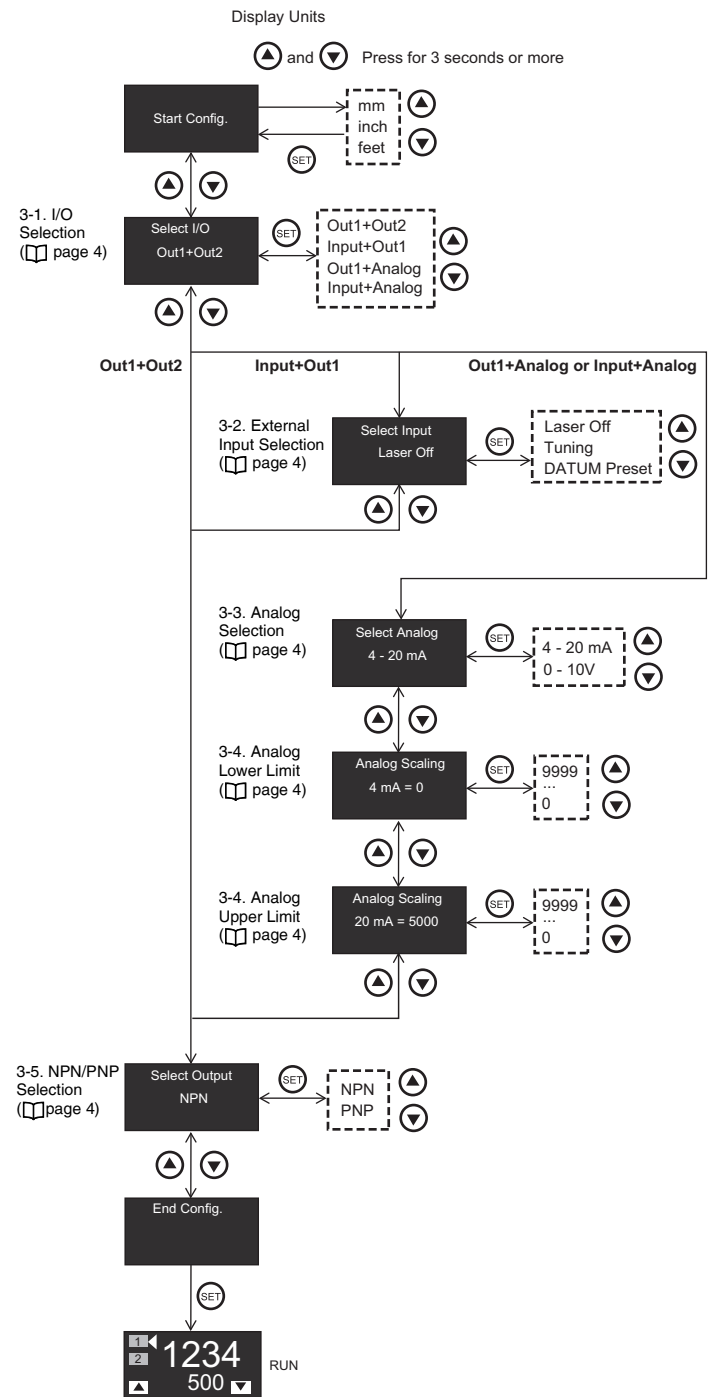 Display Units
and Press for 3 seconds or more
Start Config.
mm
inch
feet
SET
3-1. I/O
Selection
( page 4)
Select I/O
Out1+Out2
SET
Out1+Out2
Input+Out1
Out1+Analog
Input+Analog
Out1+Out2
Input+Out1
Out1+Analog or Input+Analog
3-2. External
Input Selection
( page 4)
Select Input
Laser Off
SET
Laser Off
Tuning
DATUM Preset
3-3. Analog
Selection
( page 4)
Select Analog
4 - 20 mA
SET
4 - 20 mA
0 - 10V
3-4. Analog
Lower Limit
( page 4)
Analog Scaling
4 mA = 0
SET
9999
...
0
3-4. Analog
Upper Limit
( page 4)
Analog Scaling
20 mA = 5000
SET
9999
...
0
3-5. NPN/PNP
Selection
( page 4)
Select Output
NPN
SET
NPN
PNP
End Config.
SET
1
2
1234
500
RUN